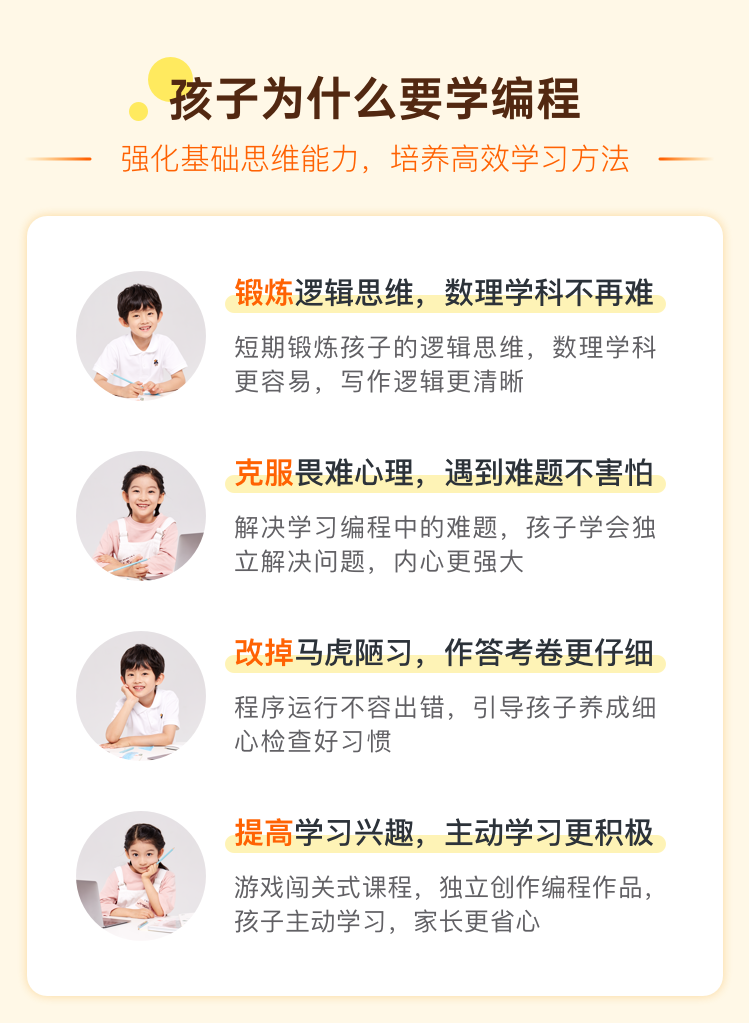 孩子为什么要学编程
强化基础思维能力，培养高效学习方法
锻炼逻辑思维，数理学科不再难
短期锻炼孩子的逻辑思维，数理学科
更容易，写作逻辑更清晰
克服畏难心理，遇到难题不害怕
解决学习编程中的难题，孩子学会独
立解决问题，内心更强大
改掉马虎陋习，作答考卷更仔细
程序运行不容出错，引导孩子养成细
心检查好习惯
提高学习兴趣，主动学习更积极
游戏闯关式课程，独立创作编程作品，
孩子主动学习，家长更省心